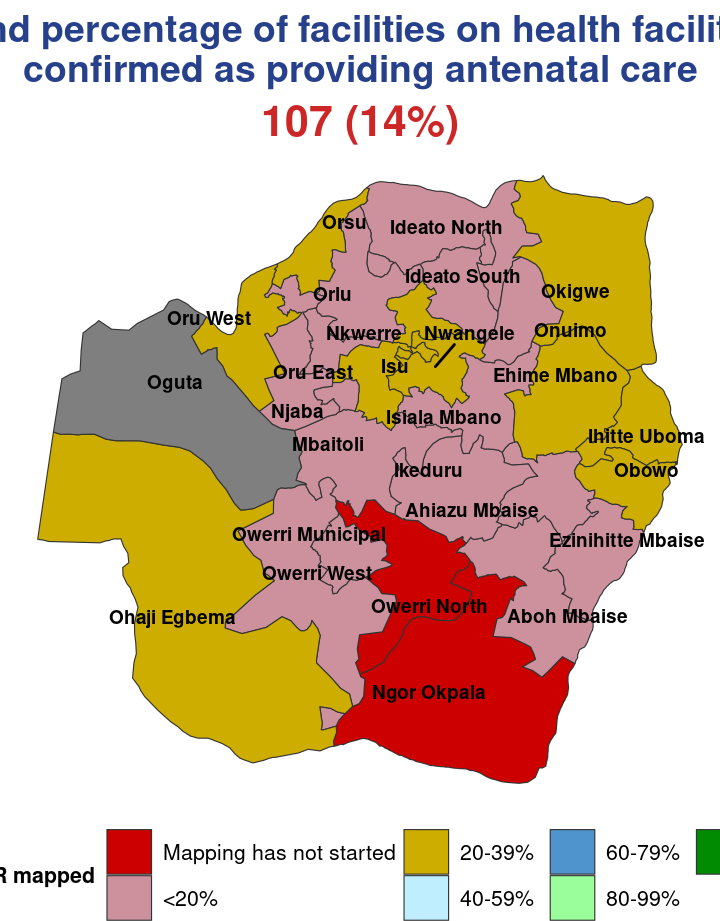 nd percentage of facilities on health facilit
confirmed as providing antenatal care
107 (14%)
Orsu
Ideato North
Ideato South
Orlu
Okigwe
Oru West
Nkwerre
Nwangele
Onuimo
Isu
Oru East
Ehime Mbano
Oguta
Njaba
Isiala Mbano
Mbaitoli
Ihitte Uboma
Ikeduru
Obowo
Ahiazu Mbaise
Owerri Municipal
Ezinihitte Mbaise
Owerri West
Owerri North
Ohaji Egbema
Aboh Mbaise
Ngor Okpala
R mapped
Mapping has not started
20-39%
60-79%
<20%
40-59%
80-99%